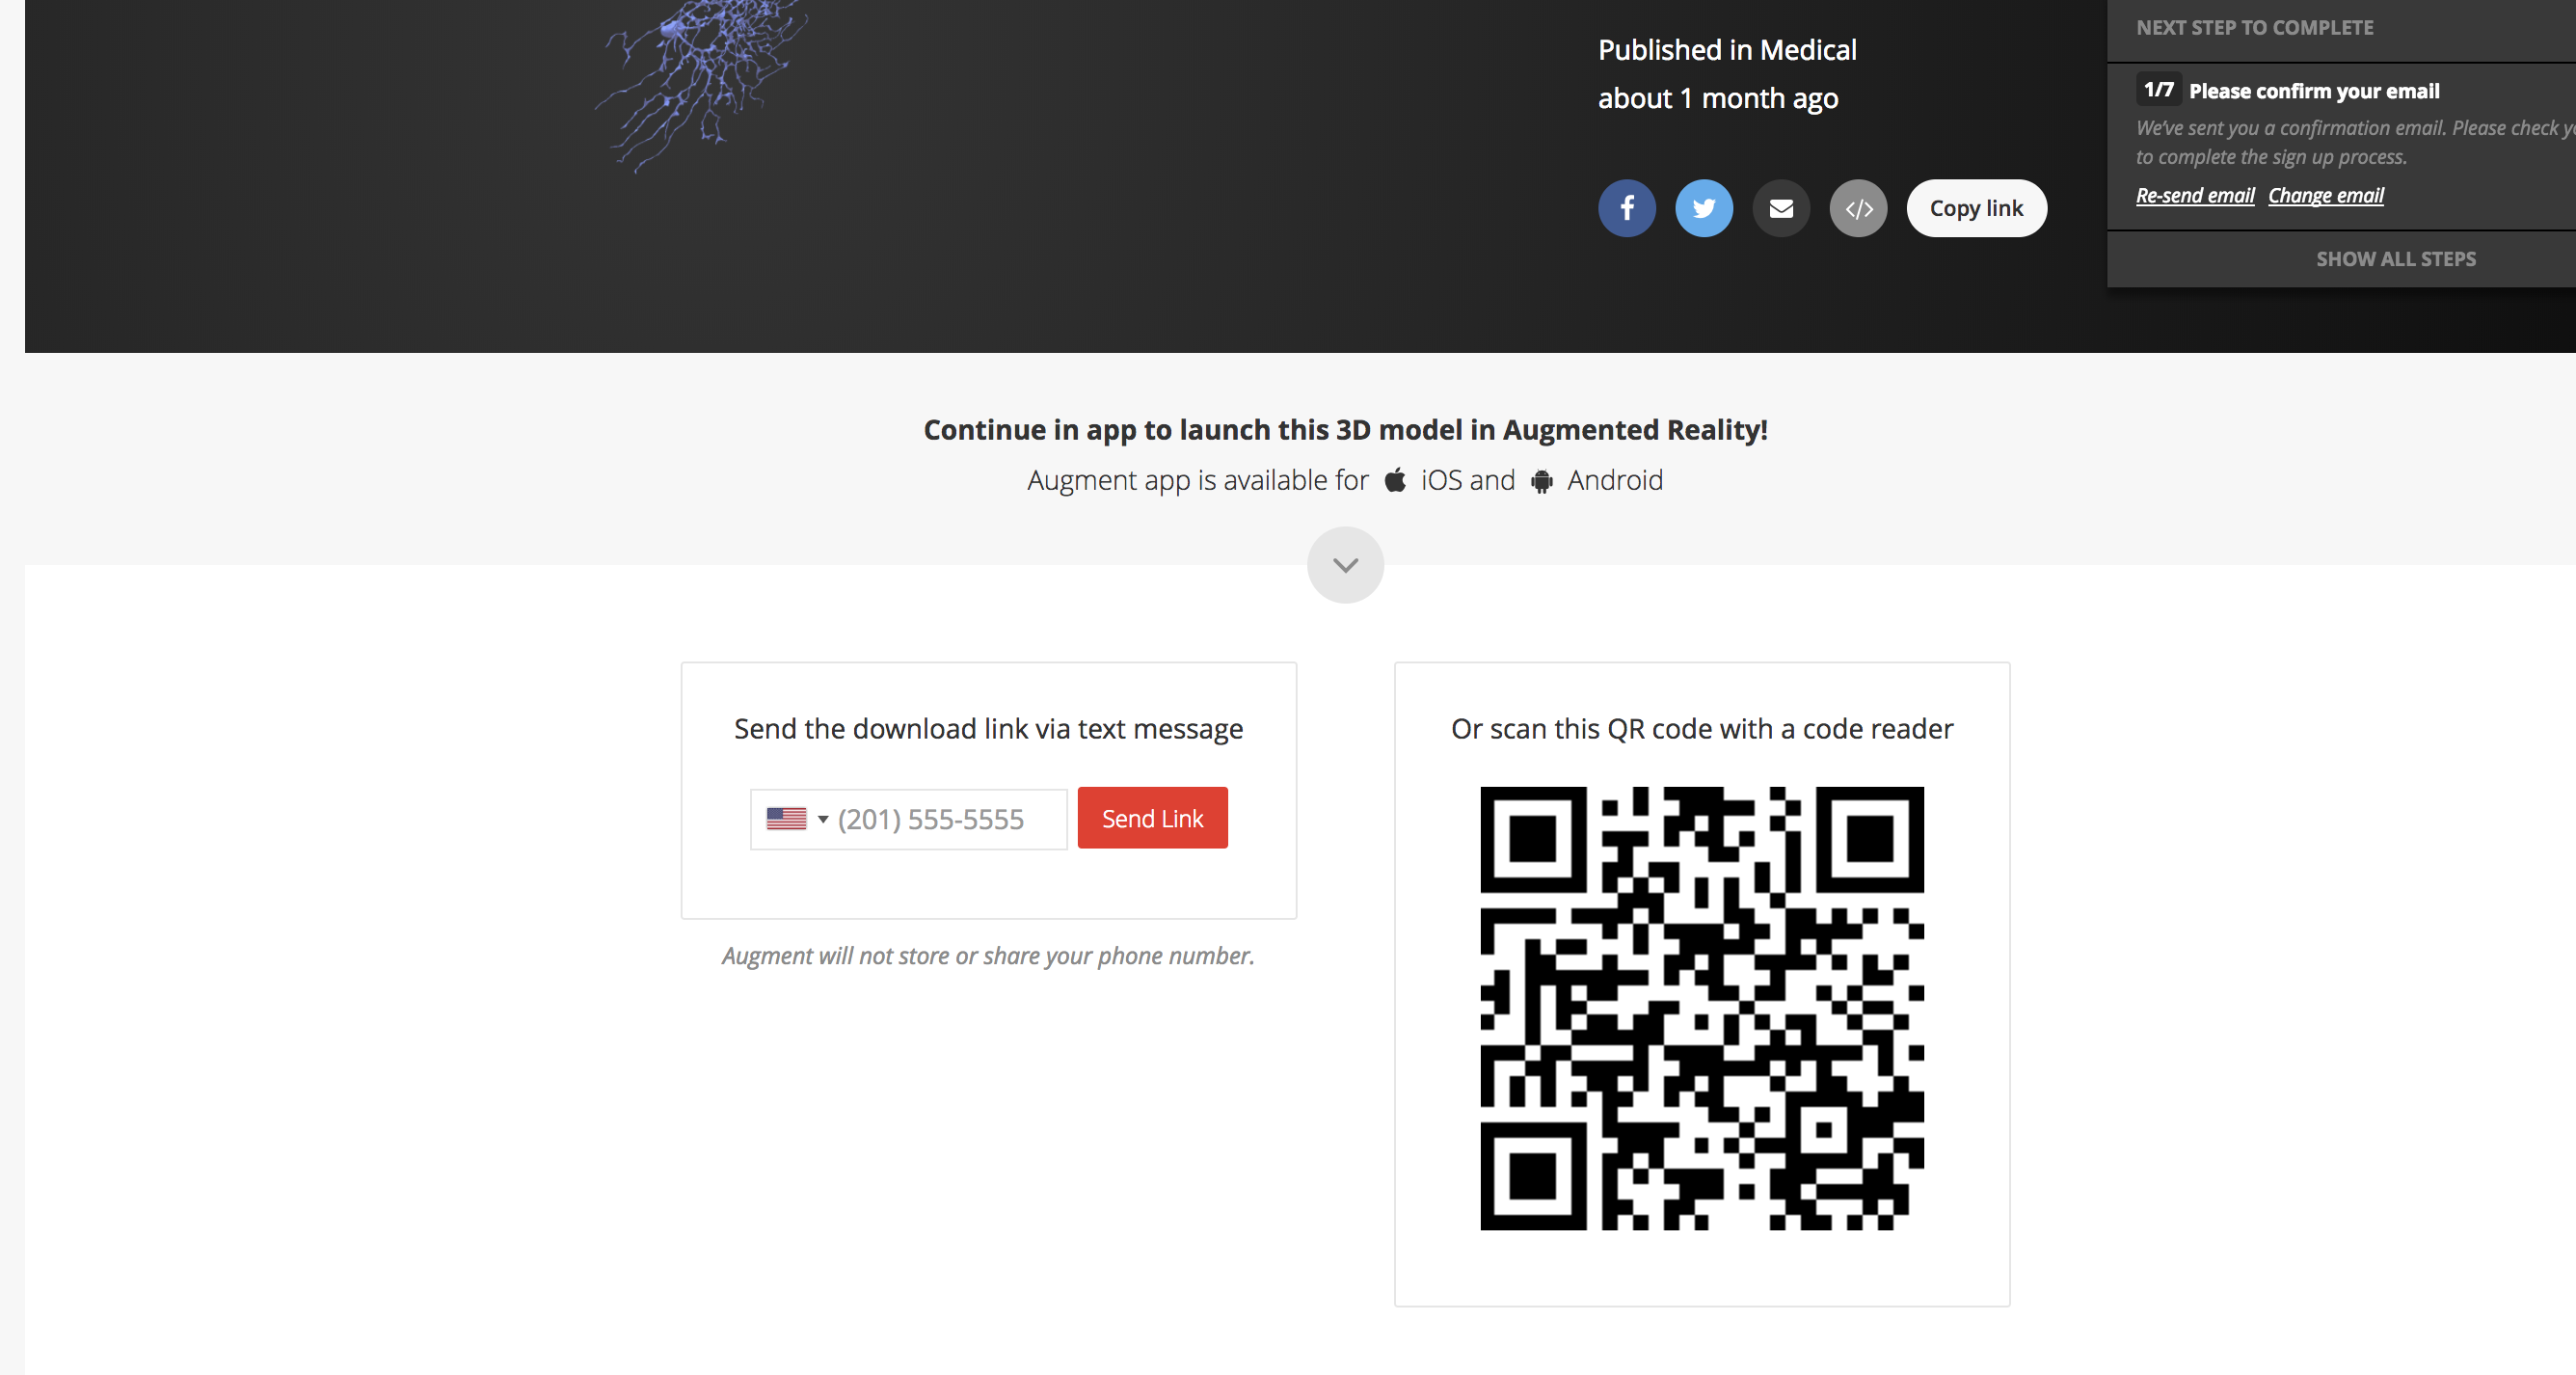 Published in Medical
about 1 month ago
Copy link
NEXT STEP TO COMPLETE
1/7 Please confirm your email
We've sent you a confirmation email. Please check
to complete the sign up process.
Re-send email Change email
SHOW ALL STEPS
Continue in app to launch this 3D model in Augmented Reality!
Augment app is available for iOS and Android
Send the download link via text message
(201) 555-5555
Send Link
Augment will not store or share your phone number.
Or scan this QR code with a code reader